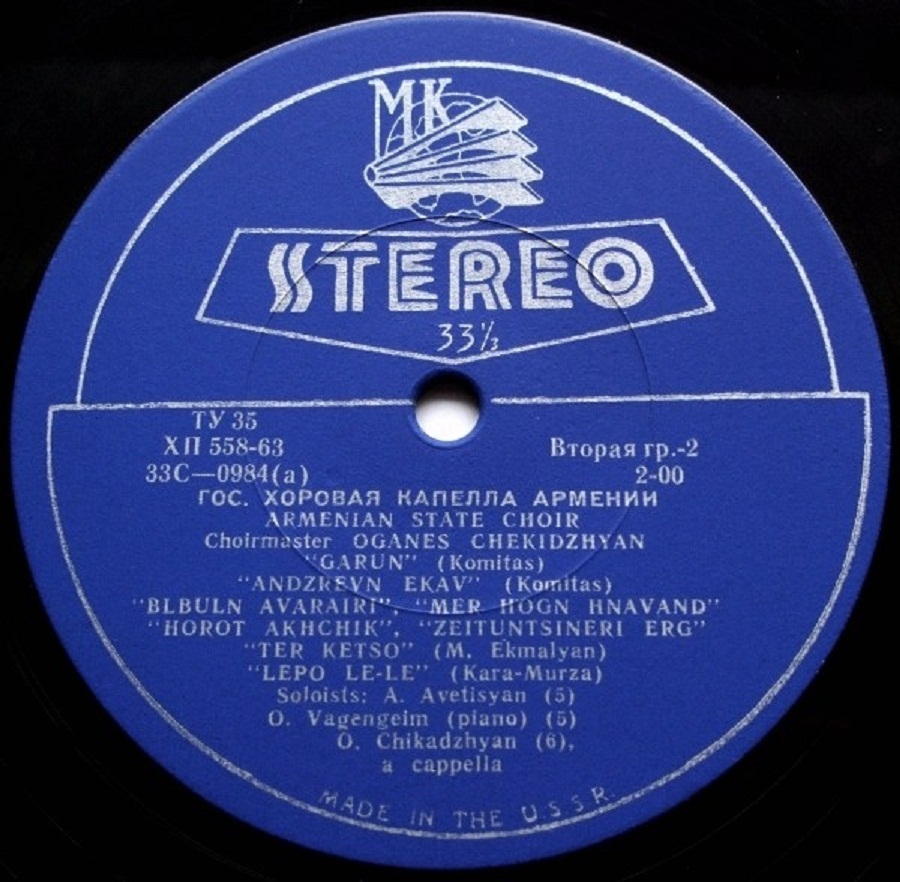 МК
STEREO
33⅓
ТУ 35
ХП 558-63
Вторая гр.-2
33С—0984(а)
2-00
ГОС. ХОРОВАЯ КАПЕЛЛА АРМЕНИИ
ARMENIAN STATE CHOIR
Choirmaster OGANES CHEKIDZHYAN
"GARUN" (Komitas)
"ANDZREVN EKAV" (Komitas)
"BLBULN AVARAIRI", "MER HOGN HNAVAND"
"HOROT AKHCHIK", "ZEITUNTSINERI ERG"
"TER KETSO" (M. Ekmalyan)
"LEPO LE-LE" (Kara-Murza)
Soloists: A. Avetisyan (5)
O. Vagengeim (piano) (5)
O. Chikadzhyan (6),
a cappella
MADE IN THE U.S.S.R.